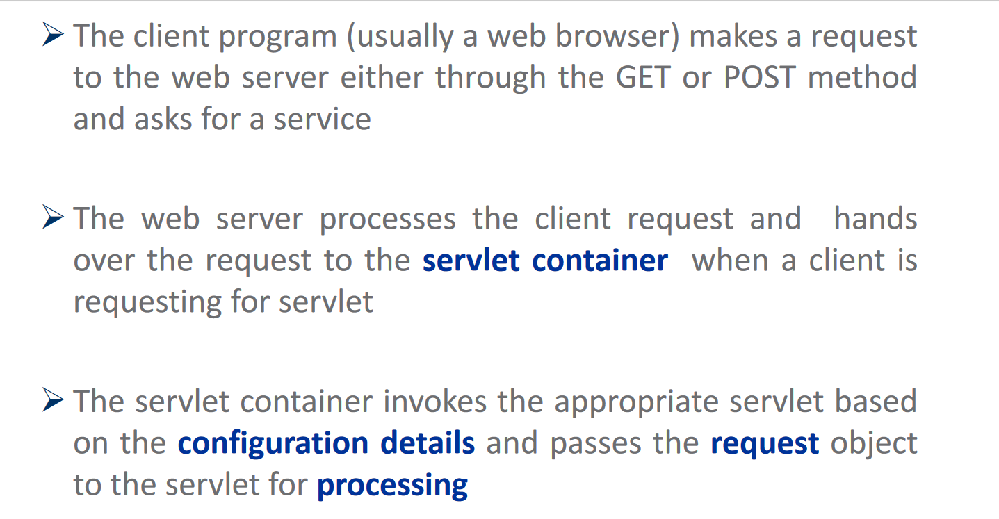 ➢ The client program (usually a web browser) makes a request
to the web server either through the GET or POST method
and asks for a service
➢ The web server processes the client request and hands
over the request to the servlet container when a client is
requesting for servlet
➢ The servlet container invokes the appropriate servlet based
on the configuration details and passes the request object
to the servlet for processing